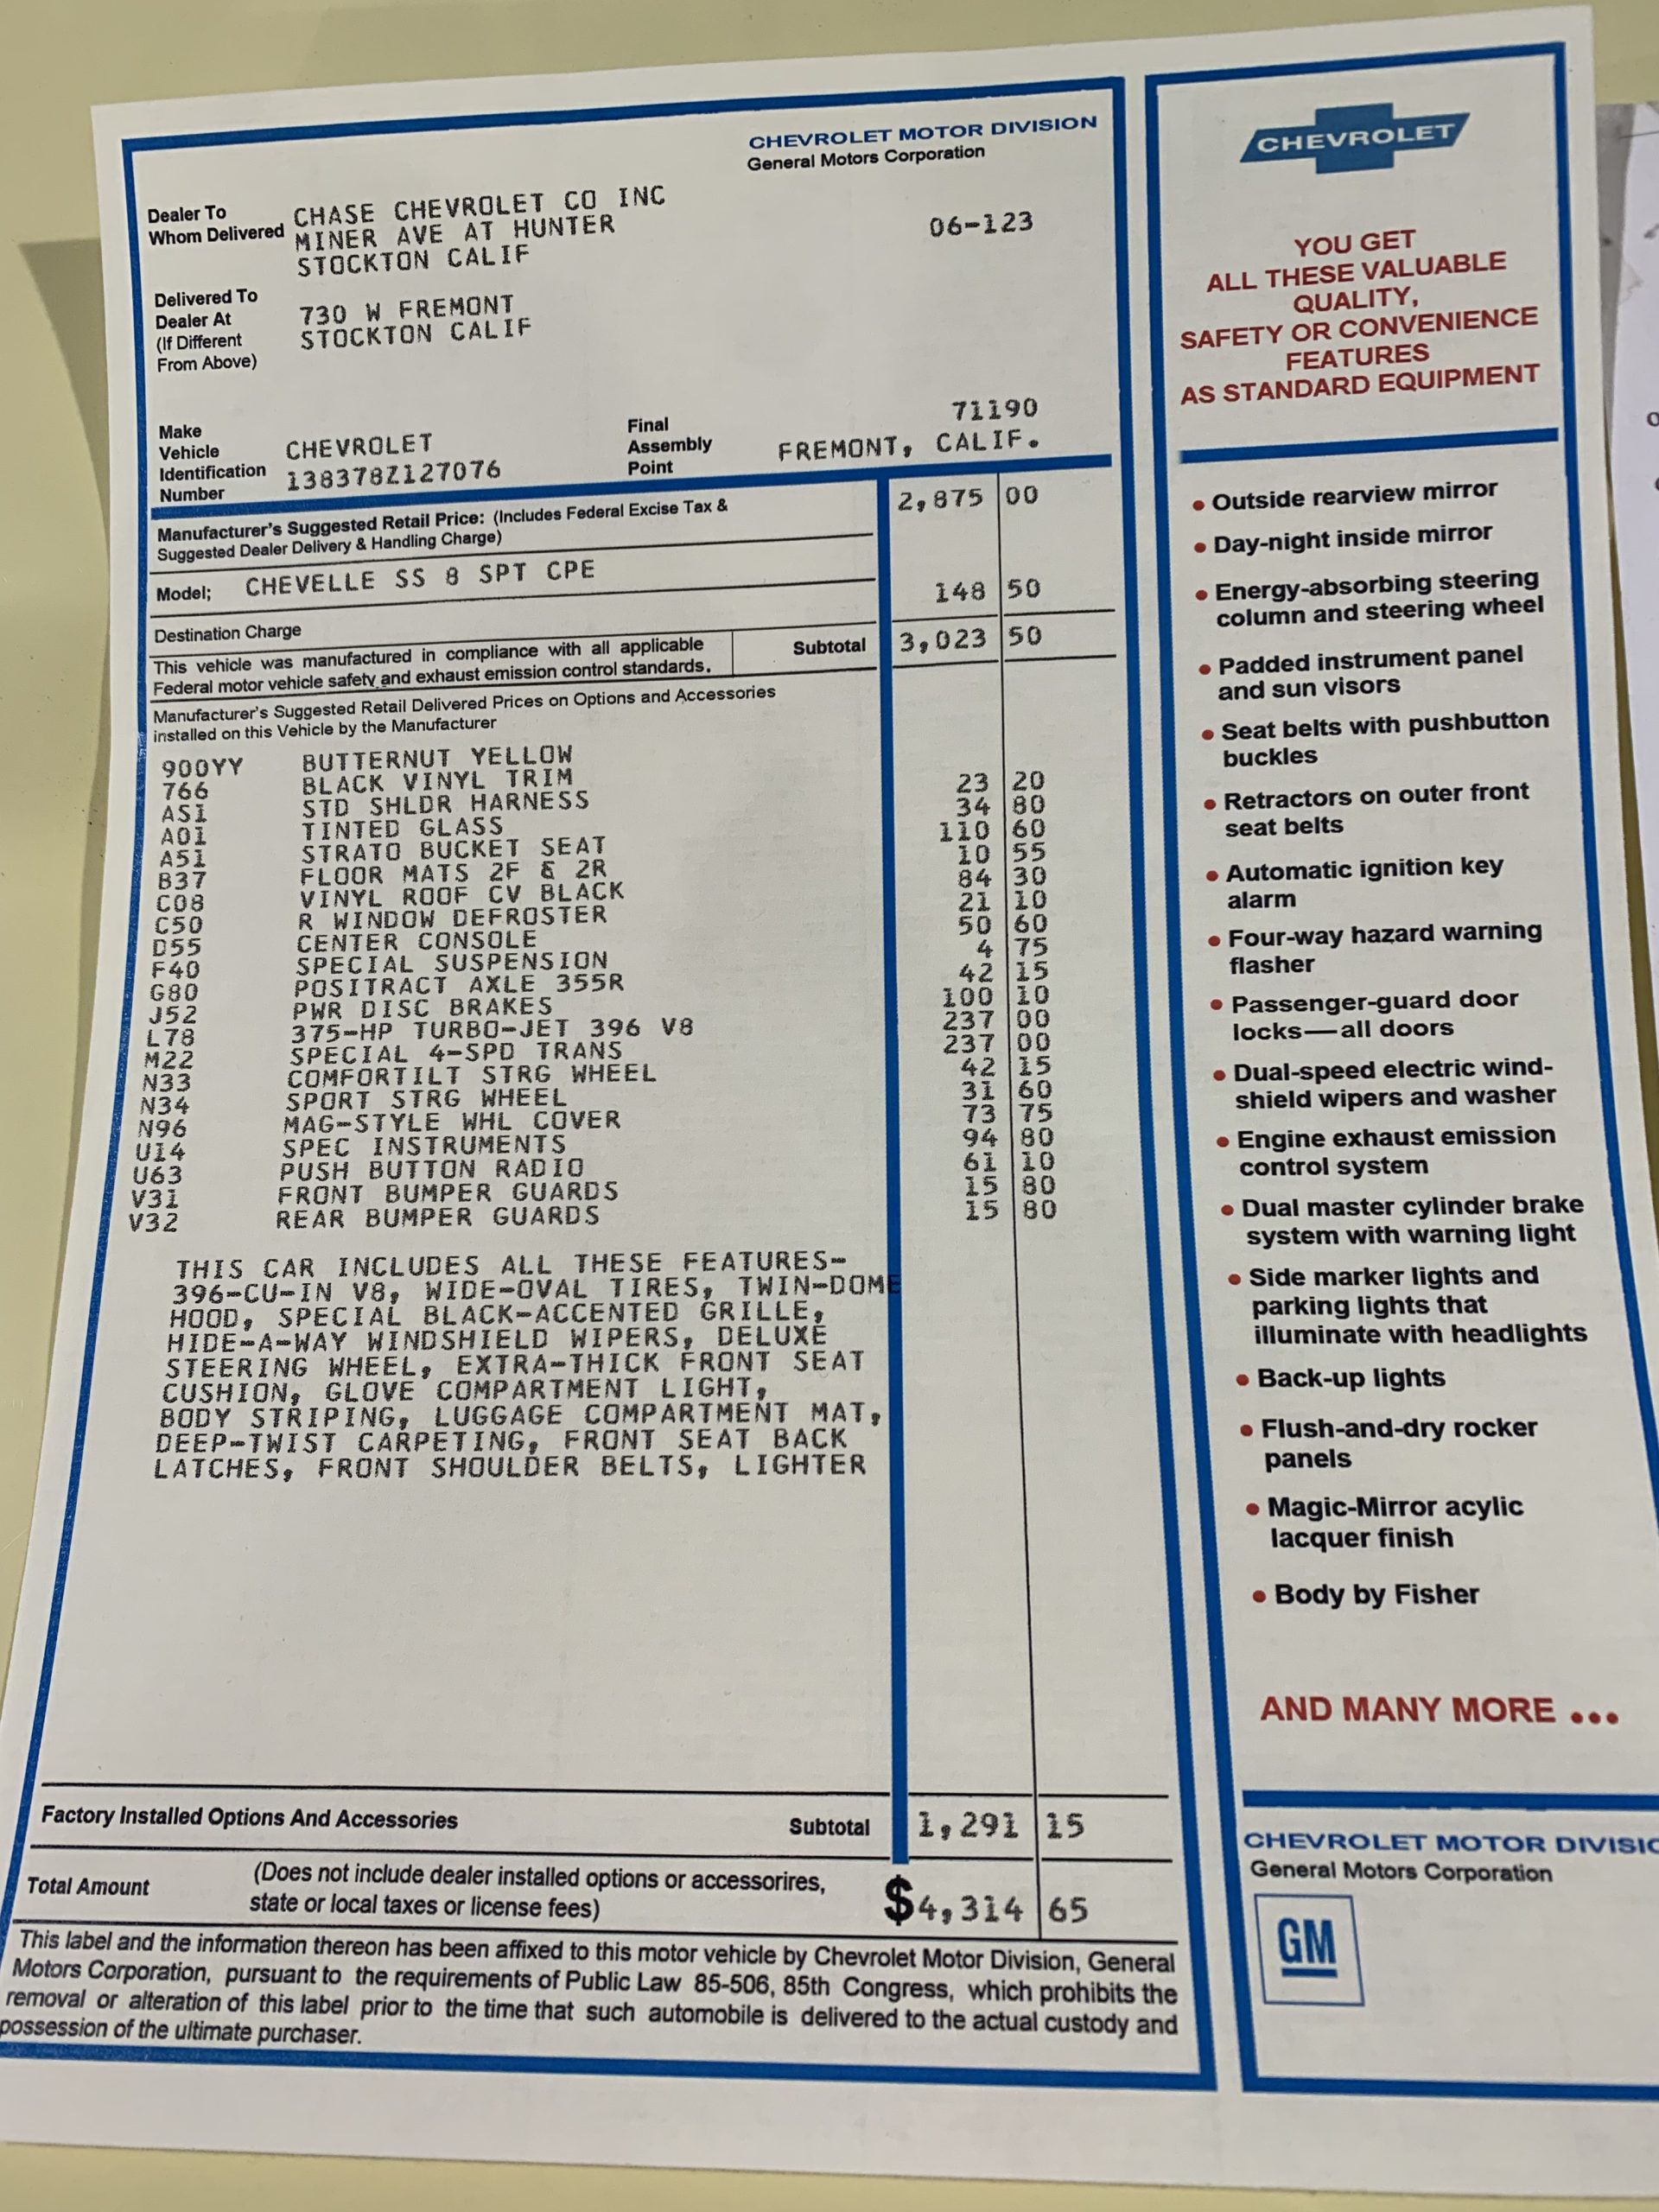 CHEVROLET MOTOR DIVISION
General Motors Corporation
Dealer To
Whom Delivered
CHASE CHEVROLET CO INC
MINER AVE AT HUNTER
STOCKTON CALIF
06-123
Delivered To
Dealer At
(If Different
From Above)
730 W FREMONT
STOCKTON CALIF
Make
CHEVROLET
Vehicle
Identification
Number
138378Z127076
Final
Assembly
Point
71190
FREMONT, CALIF.
Manufacturer's Suggested Retail Price: (Includes Federal Excise Tax &
Suggested Dealer Delivery & Handling Charge)
2,875 00
Model; CHEVELLE SS 8 SPT CPE
Destination Charge 148 50
This vehicle was manufactured in compliance with all applicable
Federal motor vehicle safety and exhaust emission control standards.
Subtotal 3,023 50
Manufacturer's Suggested Retail Delivered Prices on Options and Accessories
installed on this Vehicle by the Manufacturer
900YY BUTTERNUT YELLOW
766 BLACK VINYL TRIM
AS1 STD SHLDR HARNESS 23 20
A01 TINTED GLASS 34 80
A51 STRATO BUCKET SEAT 110 60
B37 FLOOR MATS 2F & 2R 10 55
C08 VINYL ROOF CV BLACK 84 30
C50 R WINDOW DEFROSTER 21 10
D55 CENTER CONSOLE 50 60
F40 SPECIAL SUSPENSION 4 75
G80 POSITRACT AXLE 355R 42 15
J52 PWR DISC BRAKES 100 10
L78 375-HP TURBO-JET 396 V8 237 00
M22 SPECIAL 4-SPD TRANS 237 00
N33 COMFORTILT STRG WHEEL 42 15
N34 SPORT STRG WHEEL 31 60
N96 MAG-STYLE WHL COVER 73 75
U14 SPEC INSTRUMENTS 94 80
U63 PUSH BUTTON RADIO 61 10
V31 FRONT BUMPER GUARDS 15 80
V32 REAR BUMPER GUARDS 15 80
THIS CAR INCLUDES ALL THESE FEATURES-
396-CU-IN V8, WIDE-OVAL TIRES, TWIN-DOME
HOOD, SPECIAL BLACK-ACCENTED GRILLE,
HIDE-A-WAY WINDSHIELD WIPERS, DELUXE
STEERING WHEEL, EXTRA-THICK FRONT SEAT
CUSHION, GLOVE COMPARTMENT LIGHT,
BODY STRIPING, LUGGAGE COMPARTMENT MAT,
DEEP-TWIST CARPETING, FRONT SEAT BACK
LATCHES, FRONT SHOULDER BELTS, LIGHTER
Factory Installed Options And Accessories Subtotal 1,291 15
Total Amount
(Does not include dealer installed options or accessorires,
state or local taxes or license fees)
$4,314 65
This label and the information thereon has been affixed to this motor vehicle by Chevrolet Motor Division, General
Motors Corporation, pursuant to the requirements of Public Law 85-506, 85th Congress, which prohibits the
removal or alteration of this label prior to the time that such automobile is delivered to the actual custody and
possession of the ultimate purchaser.
CHEVROLET
YOU GET
ALL THESE VALUABLE
QUALITY,
SAFETY OR CONVENIENCE
FEATURES
AS STANDARD EQUIPMENT
• Outside rearview mirror
• Day-night inside mirror
• Energy-absorbing steering
column and steering wheel
• Padded instrument panel
and sun visors
• Seat belts with pushbutton
buckles
• Retractors on outer front
seat belts
• Automatic ignition key
alarm
• Four-way hazard warning
flasher
• Passenger-guard door
locks—all doors
• Dual-speed electric wind-
shield wipers and washer
• Engine exhaust emission
control system
• Dual master cylinder brake
system with warning light
• Side marker lights and
parking lights that
illuminate with headlights
• Back-up lights
• Flush-and-dry rocker
panels
• Magic-Mirror acylic
lacquer finish
• Body by Fisher
AND MANY MORE ...
CHEVROLET MOTOR DIVISIO
General Motors Corporation
GM